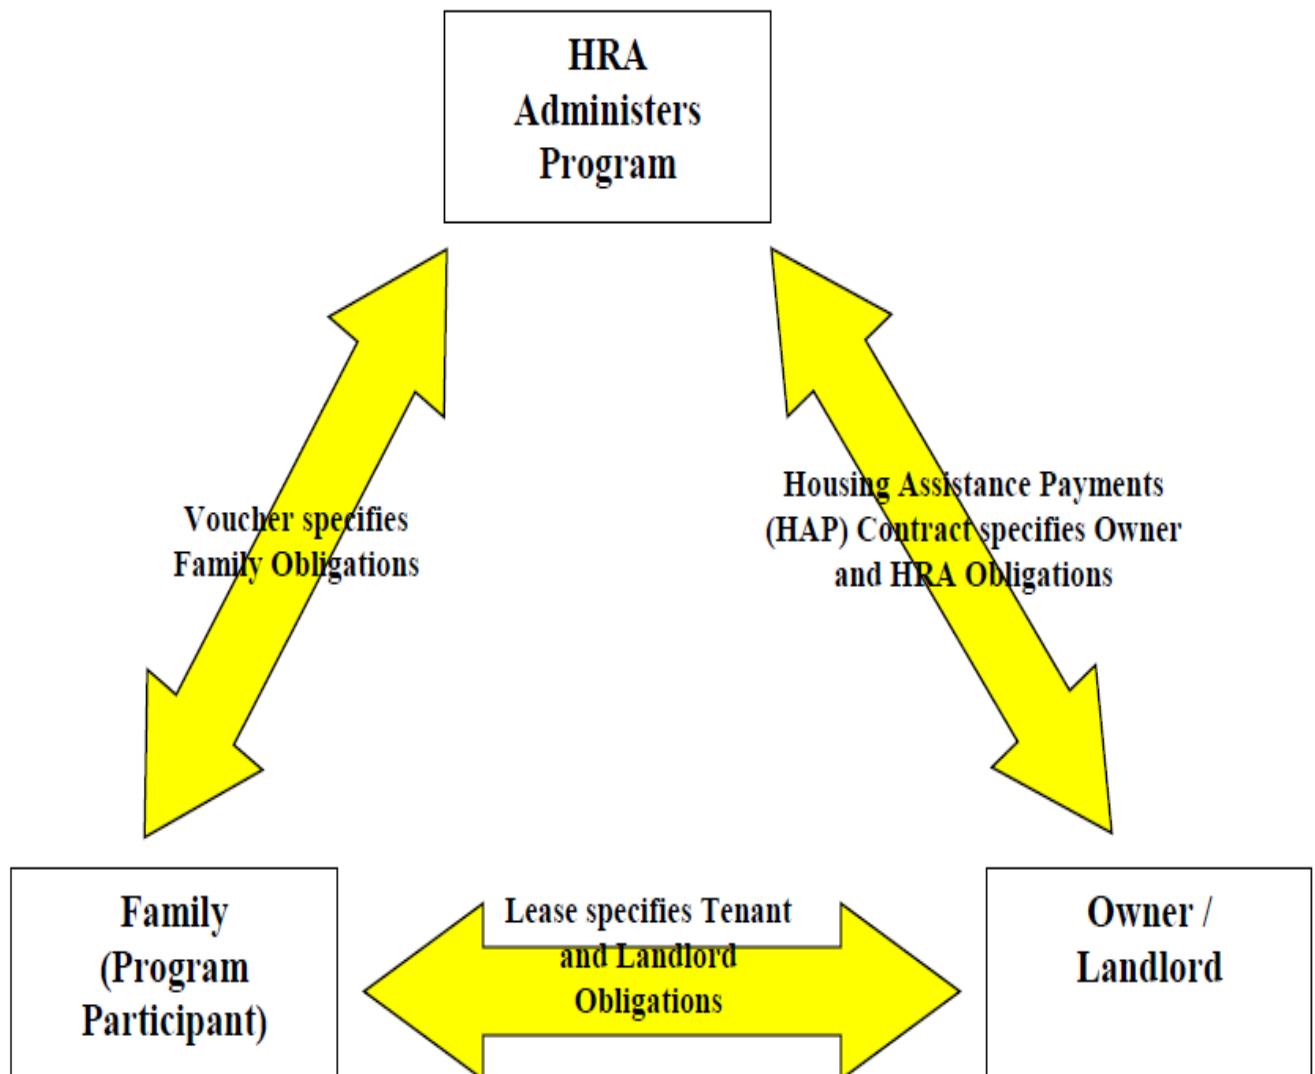 HRA
Administers
Program
Voucher specifies
Family Obligations
Housing Assistance Payments
(HAP) Contract specifies Owner
and HRA Obligations
Family
(Program
Participant)
Lease specifies Tenant
and Landlord
Obligations
Owner /
Landlord